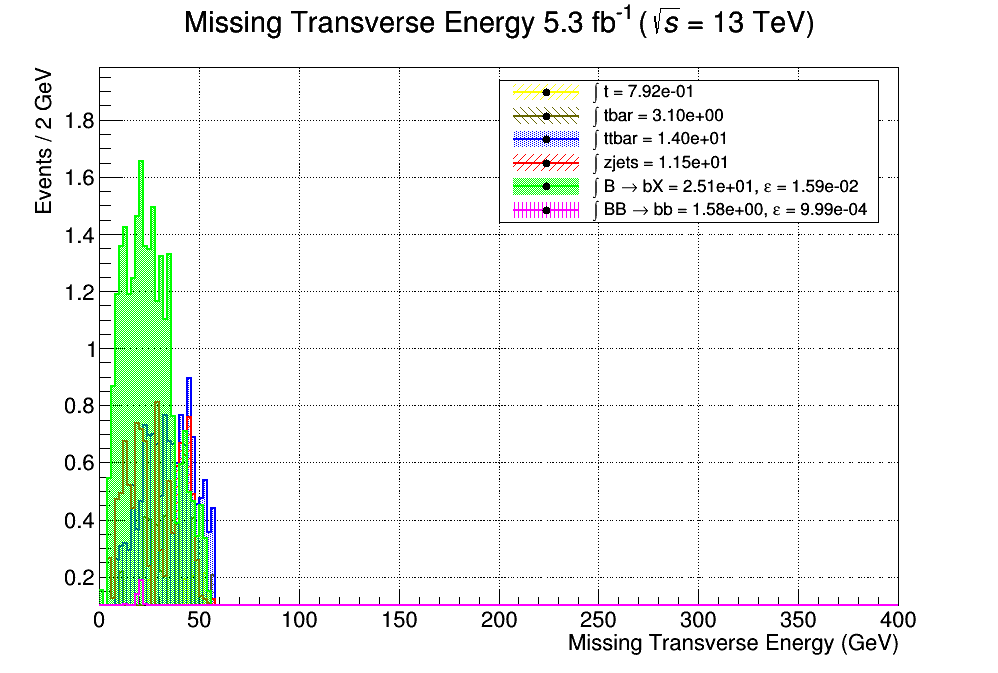 Missing Transverse Energy 5.3 fb⁻¹ (√s = 13 TeV)
Events / 2 GeV
∫ t = 7.92e-01
∫ tbar = 3.10e+00
∫ ttbar = 1.40e+01
∫ zjets = 1.15e+01
∫ B → bX = 2.51e+01, ε = 1.59e-02
∫ BB → bb = 1.58e+00, ε = 9.99e-04
1.8
1.6
1.4
1.2
1
0.8
0.6
0.4
0.2
0 50 100 150 200 250 300 350 400
Missing Transverse Energy (GeV)